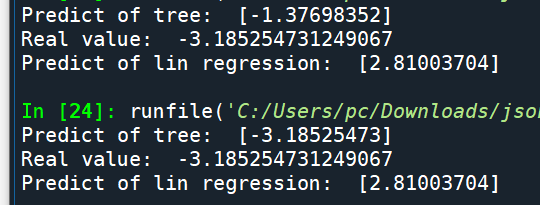 Predict of tree:  [-1.37698352]
Real value:  -3.185254731249067
Predict of lin regression:  [2.81003704]
In [24]: runfile('C:/Users/pc/Downloads/jso
Predict of tree:  [-3.18525473]
Real value:  -3.185254731249067
Predict of lin regression:  [2.81003704]